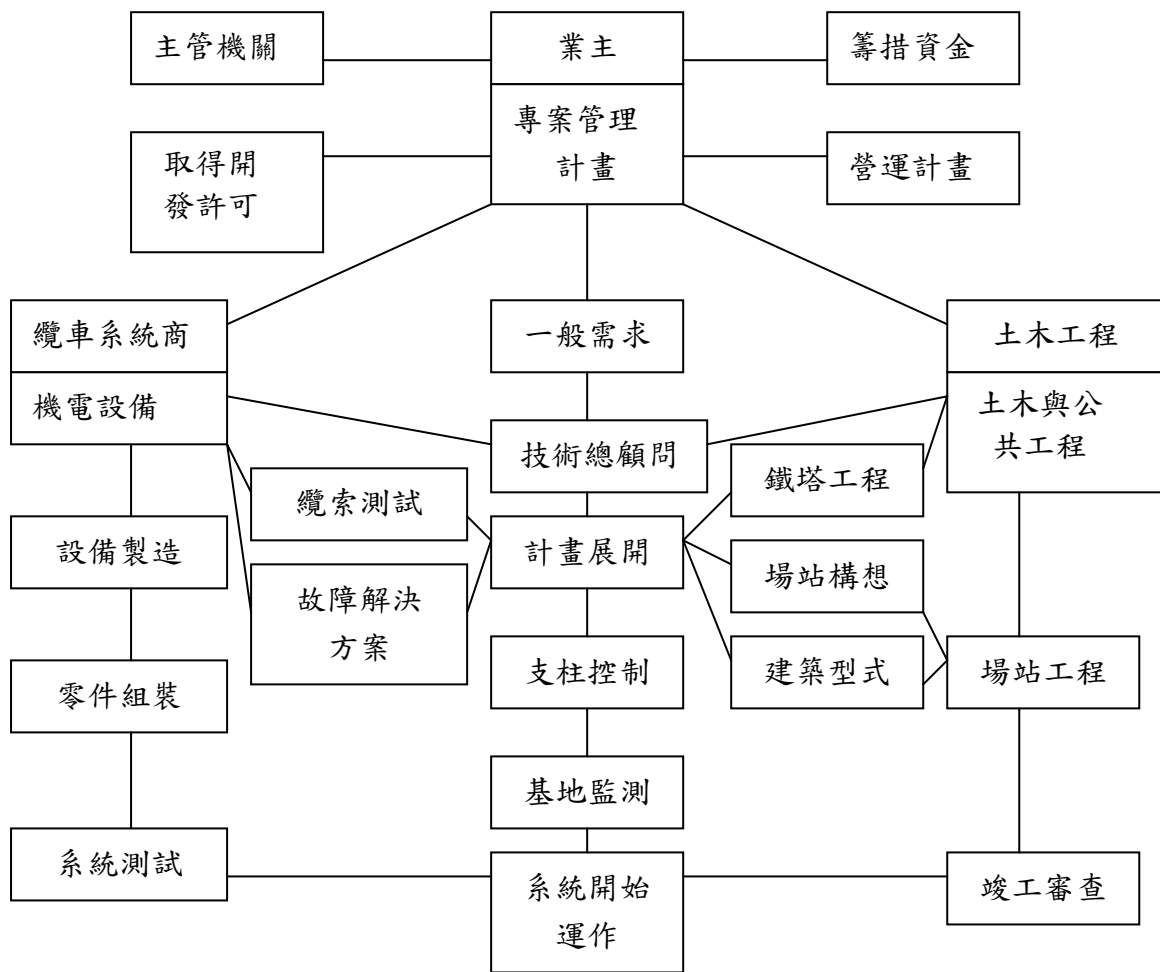 主管機關
業主
籌措資金
專案管理
計畫
取得開
發許可
營運計畫
纜車系統商
一般需求
土木工程
機電設備
土木與公
共工程
技術總顧問
纜索測試
鐵塔工程
設備製造
計畫展開
場站構想
故障解決
方案
零件組裝
支柱控制
建築型式
場站工程
基地監測
系統測試
系統開始
運作
竣工審查